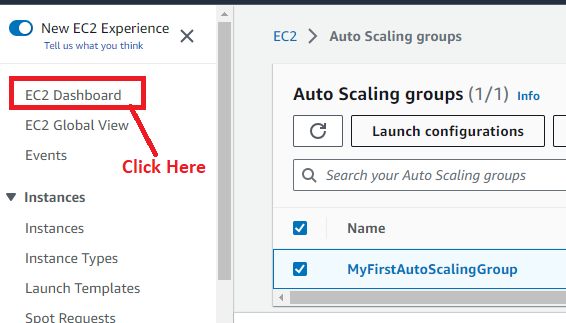 New EC2 Experience
Tell us what you think
EC2 Dashboard
EC2 Global View
Events
Click Here
Instances
Instances
Instance Types
Launch Templates
Spot Requests
EC2 > Auto Scaling groups
Auto Scaling groups (1/1) Info
Launch configurations
Search your Auto Scaling groups
Name
MyFirstAutoScalingGroup